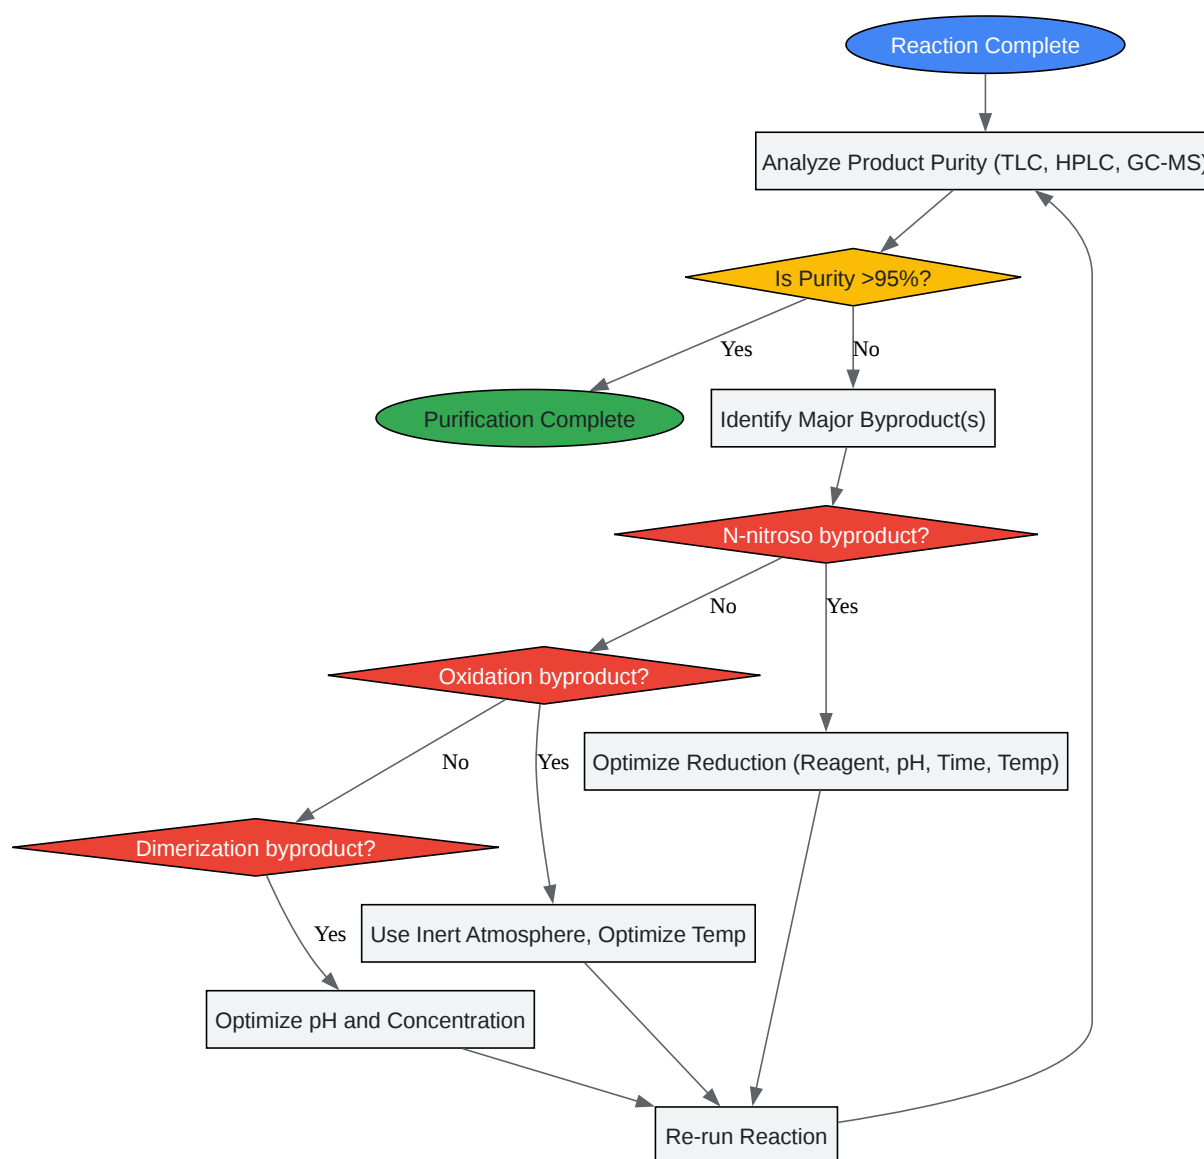 Reaction Complete
Analyze Product Purity (TLC, HPLC, GC-MS)
Is Purity >95%?
Yes
No
Purification Complete
Identify Major Byproduct(s)
N-nitroso byproduct?
No
Yes
Oxidation byproduct?
No
Yes
Optimize Reduction (Reagent, pH, Time, Temp)
Dimerization byproduct?
Yes
Use Inert Atmosphere, Optimize Temp
Optimize pH and Concentration
Re-run Reaction